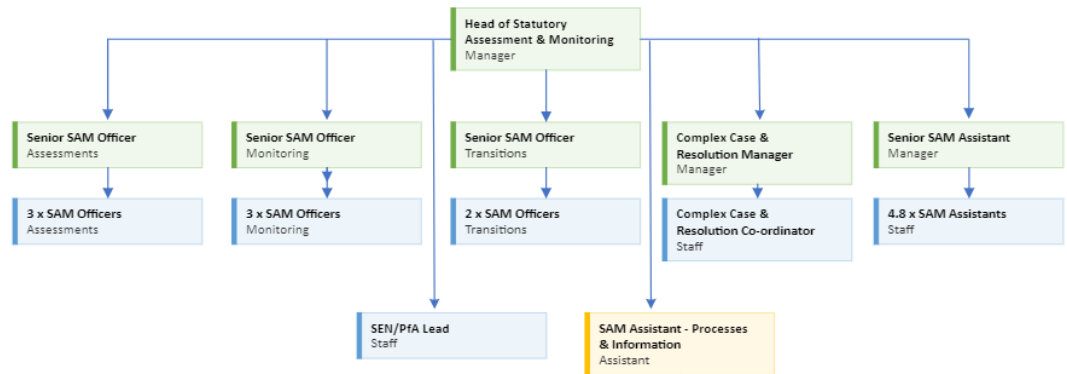 Head of Statutory
Assessment & Monitoring
Manager
Senior SAM Officer
Assessments
Senior SAM Officer
Monitoring
Senior SAM Officer
Transitions
Complex Case &
Resolution Manager
Manager
Senior SAM Assistant
Manager
3 x SAM Officers
Assessments
3 x SAM Officers
Monitoring
2 x SAM Officers
Transitions
Complex Case &
Resolution Co-ordinator
Staff
4.8 x SAM Assistants
Staff
SEN/PfA Lead
Staff
SAM Assistant - Processes
& Information
Assistant